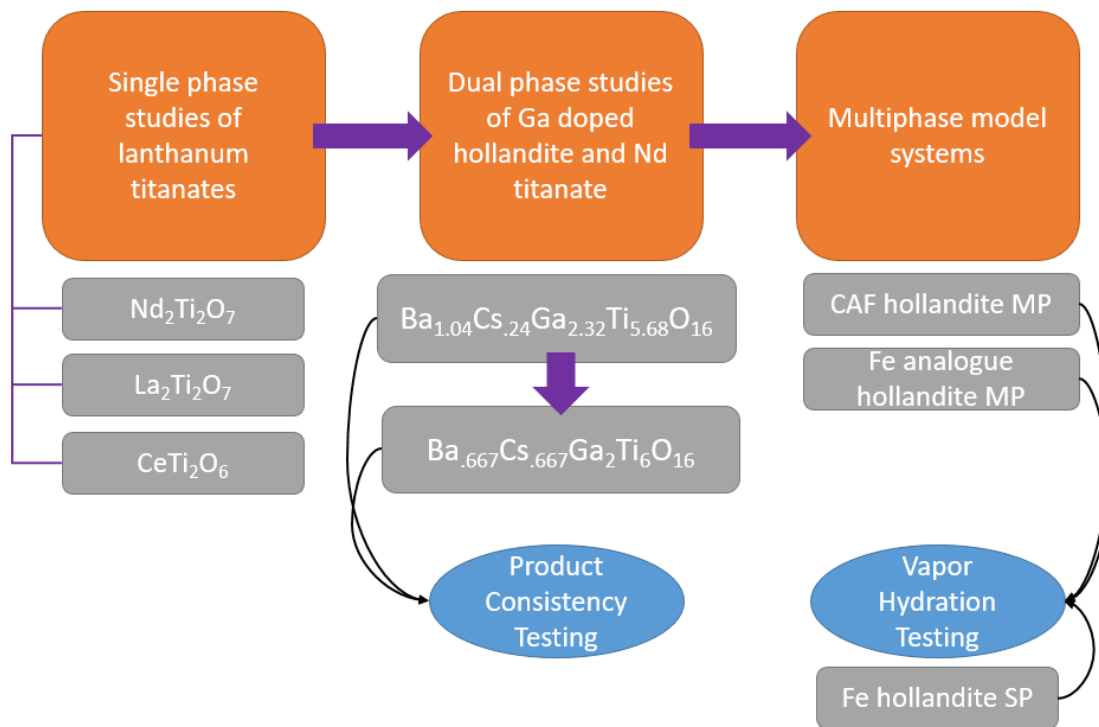 Single phase
studies of
lanthanum
titanates
Dual phase studies
of Ga doped
hollandite and Nd
titanate
Multiphase model
systems
Nd₂Ti₂O₇
La₂Ti₂O₇
CeTi₂O₆
Ba₁.₀₄Cs.₂₄Ga₂.₃₂Ti₅.₆₈O₁₆
Ba.₆₆₇Cs.₆₆₇Ga₂Ti₆O₁₆
CAF hollandite MP
Fe analogue
hollandite MP
Product
Consistency
Testing
Vapor
Hydration
Testing
Fe hollandite SP